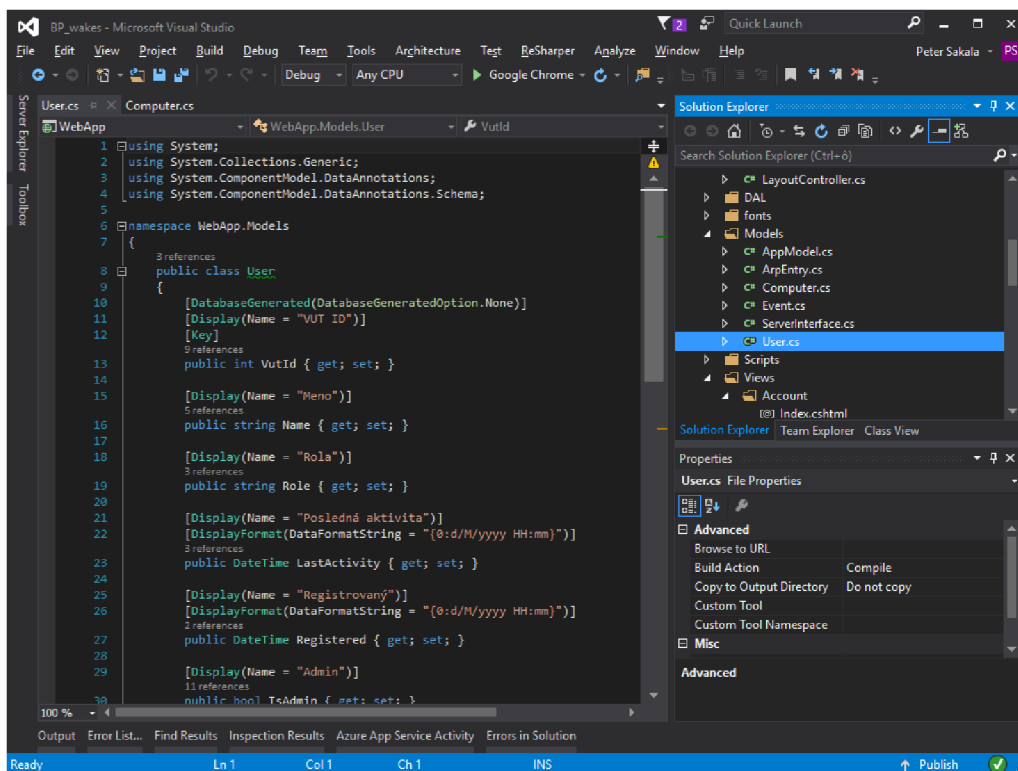 BP_wakes - Microsoft Visual Studio
2
Quick Launch
File Edit View Project Build Debug Team Tools Architecture Test ReSharper Analyze Window Help
Peter Sakala PS
Debug Any CPU Google Chrome
Server Explorer
Toolbox
User.cs Computer.cs
WebApp WebApp.Models.User VutId
1 using System;
2 using System.Collections.Generic;
3 using System.ComponentModel.DataAnnotations;
4 using System.ComponentModel.DataAnnotations.Schema;
5
6 namespace WebApp.Models
7 {
3 references
8 public class User
9 {
10 [DatabaseGenerated(DatabaseGeneratedOption.None)]
11 [Display(Name = "VUT ID")]
12 [Key]
9 references
13 public int VutId { get; set; }
14
15 [Display(Name = "Meno")]
5 references
16 public string Name { get; set; }
17
18 [Display(Name = "Rola")]
3 references
19 public string Role { get; set; }
20
21 [Display(Name = "Posledná aktivita")]
22 [DisplayFormat(DataFormatString = "{0:d/M/yyyy HH:mm}")]
3 references
23 public DateTime LastActivity { get; set; }
24
25 [Display(Name = "Registrovaný")]
26 [DisplayFormat(DataFormatString = "{0:d/M/yyyy HH:mm}")]
2 references
27 public DateTime Registered { get; set; }
28
29 [Display(Name = "Admin")]
11 references
30 public bool IsAdmin { get; set; }
100 %
Solution Explorer
Search Solution Explorer (Ctrl+ô)
C# LayoutController.cs
DAL
fonts
Models
C# AppModel.cs
C# ArpEntry.cs
C# Computer.cs
C# Event.cs
C# ServerInterface.cs
C# User.cs
Scripts
Views
Account
[@] Index.cshtml
Solution Explorer Team Explorer Class View
Properties
User.cs File Properties
Advanced
Browse to URL
Build Action Compile
Copy to Output Directory Do not copy
Custom Tool
Custom Tool Namespace
Misc
Advanced
Output Error List... Find Results Inspection Results Azure App Service Activity Errors in Solution
Ready Ln 1 Col 1 Ch 1 INS Publish